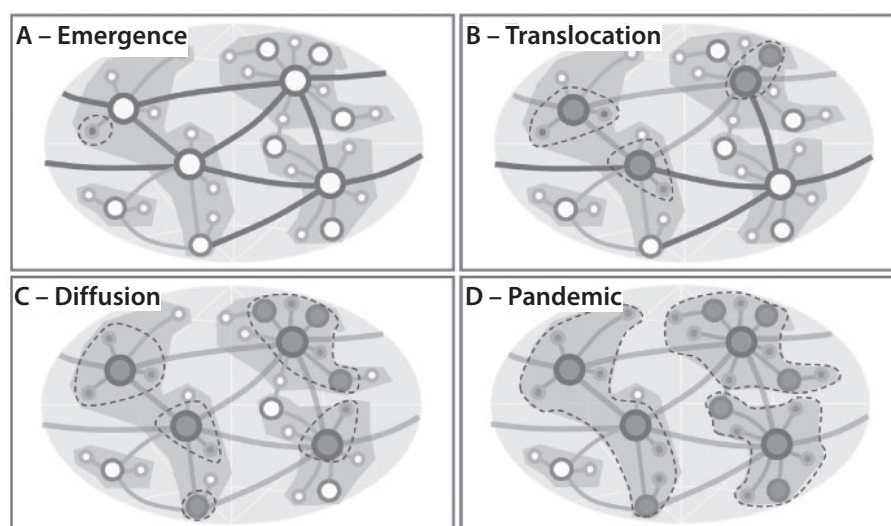 A – Emergence
B – Translocation
C – Diffusion
D – Pandemic